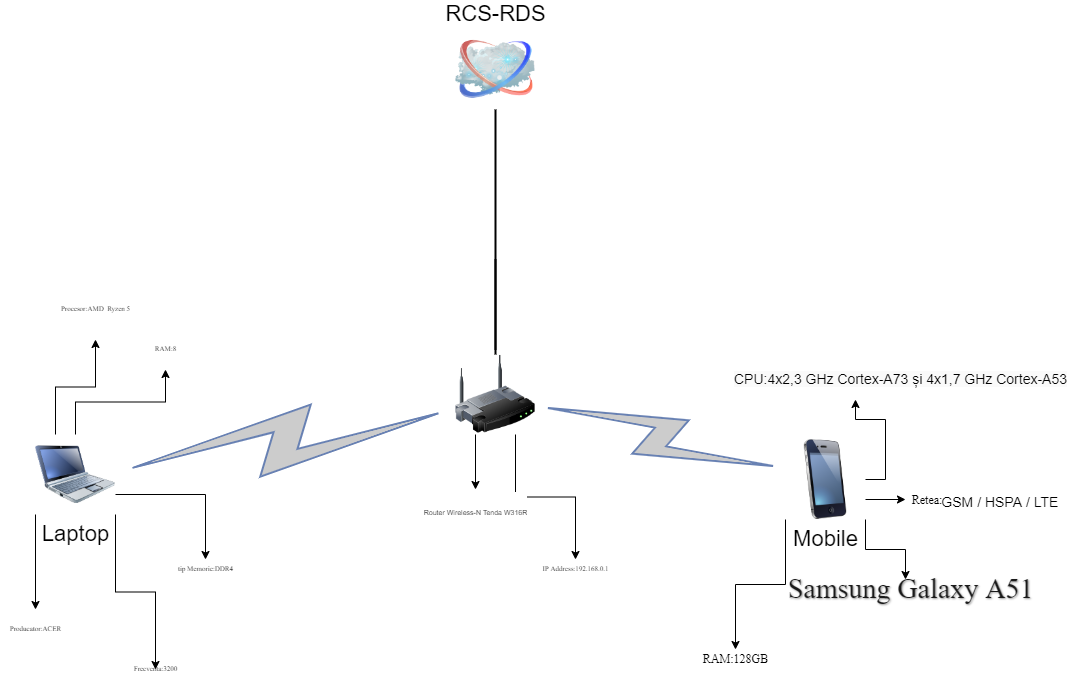 RCS-RDS
Procesor:AMD Ryzen 5
RAM:8
CPU:4x2,3 GHz Cortex-A73 și 4x1,7 GHz Cortex-A53
Retea:GSM / HSPA / LTE
Router Wireless-N Tenda W316R
Laptop
Mobile
tip Memorie:DDR4
IP Address:192.168.0.1
Samsung Galaxy A51
Producator:ACER
RAM:128GB
Frecventa:3200